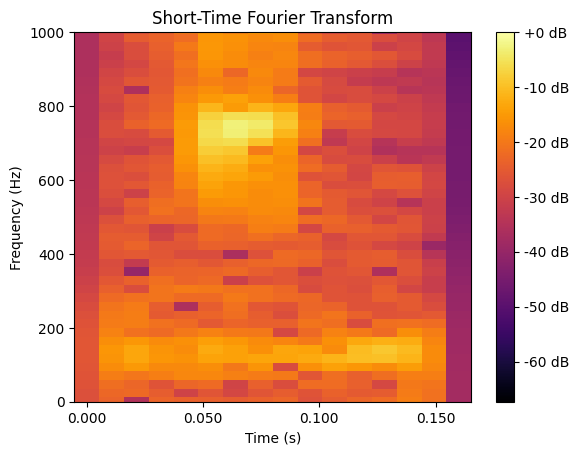 Short-Time Fourier Transform
1000
800
600
400
200
0
Frequency (Hz)
0.000
0.050
0.100
0.150
Time (s)
+0 dB
-10 dB
-20 dB
-30 dB
-40 dB
-50 dB
-60 dB